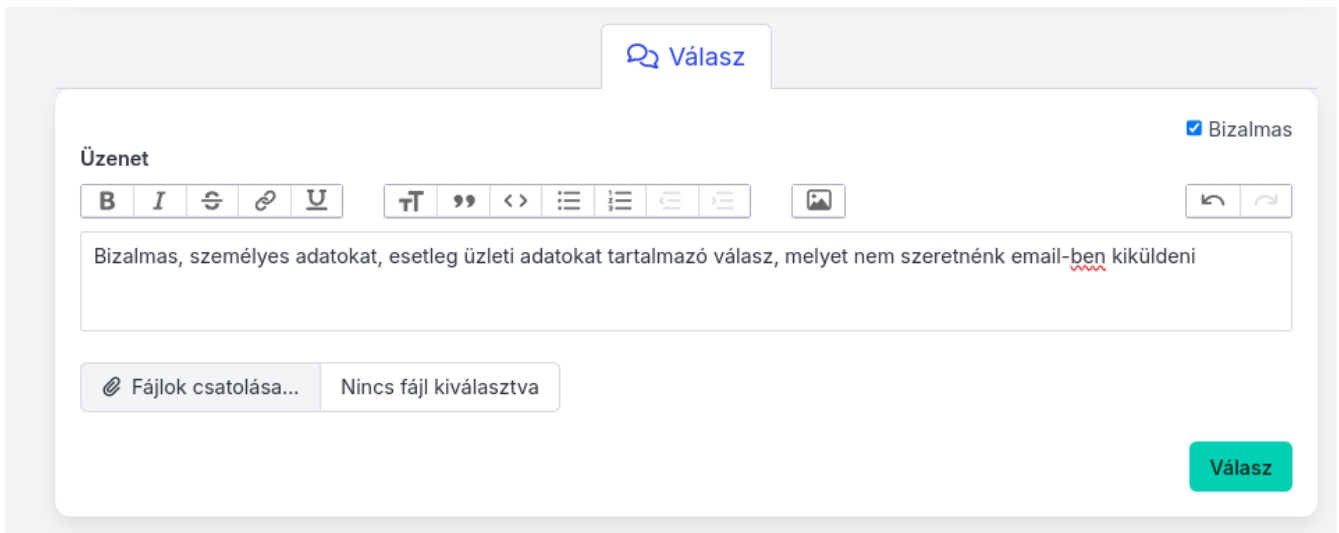 Válasz
Bizalmas
Üzenet
Bizalmas, személyes adatokat, esetleg üzleti adatokat tartalmazó válasz, melyet nem szeretnénk email-ben kiküldeni
Fájlok csatolása... Nincs fájl kiválasztva
Válasz